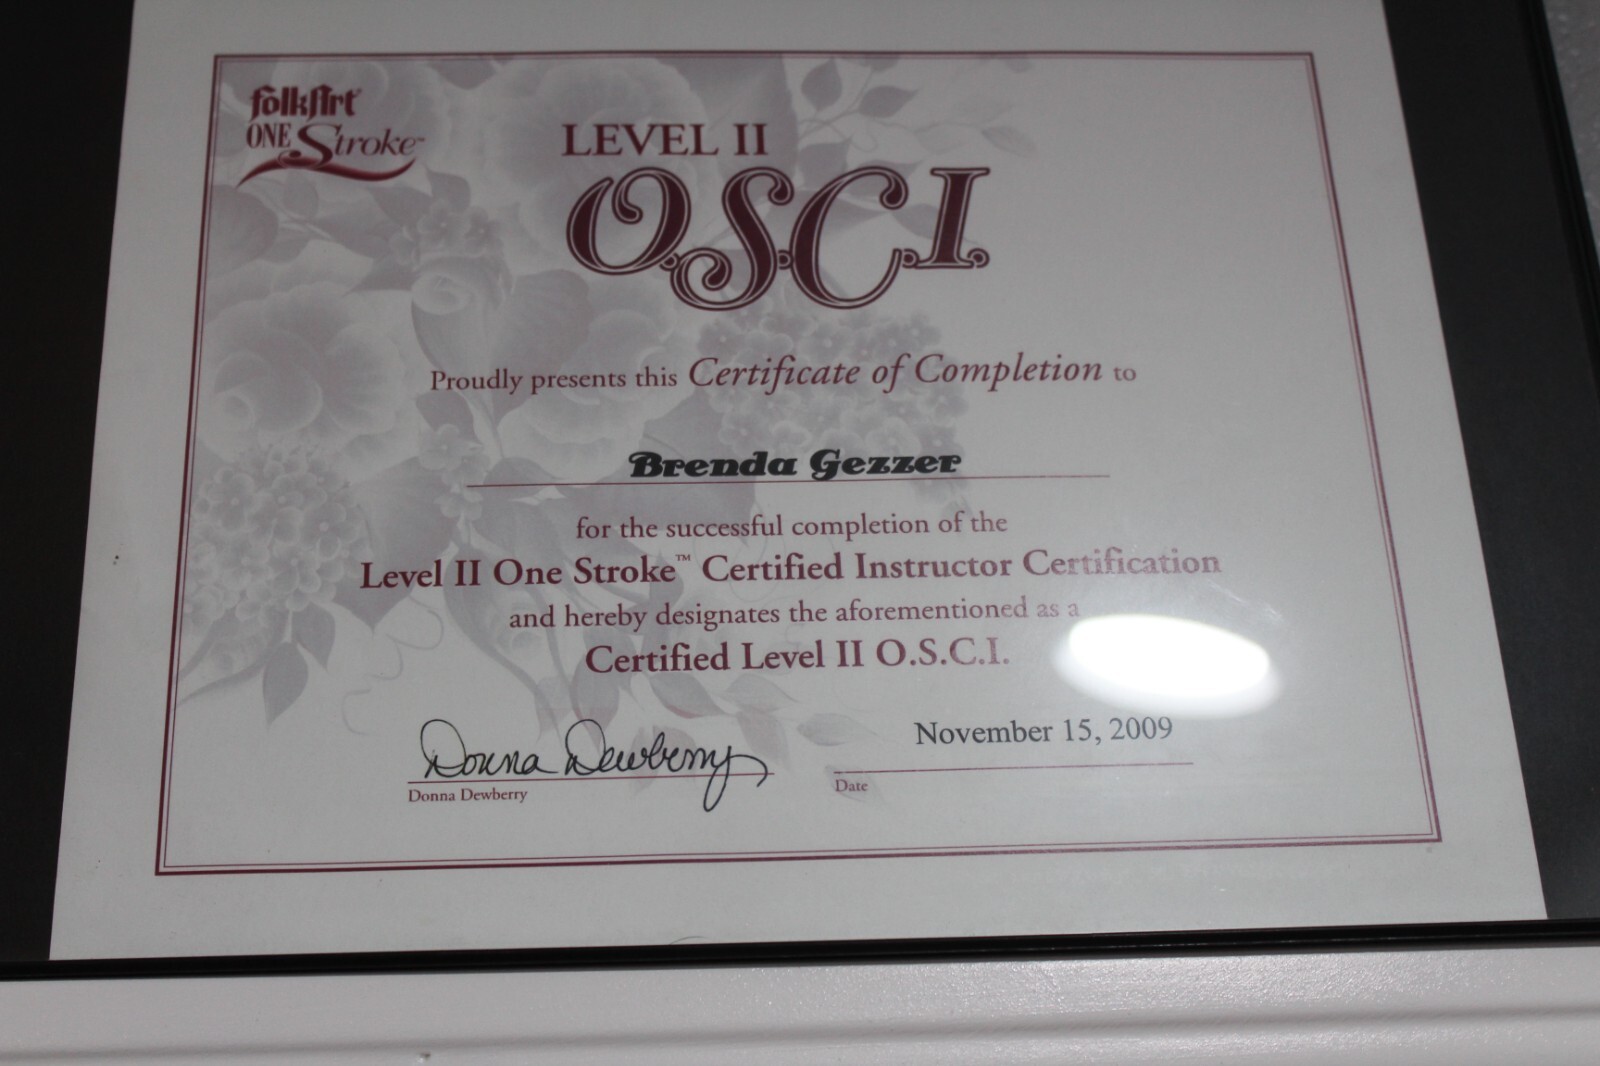 folkArt
ONE Stroke™
LEVEL II
O.S.C.I.
Proudly presents this Certificate of Completion to
Brenda Gezzer
for the successful completion of the
Level II One Stroke™ Certified Instructor Certification
and hereby designates the aforementioned as a
Certified Level II O.S.C.I.
Donna Dewberry
November 15, 2009
Donna Dewberry
Date